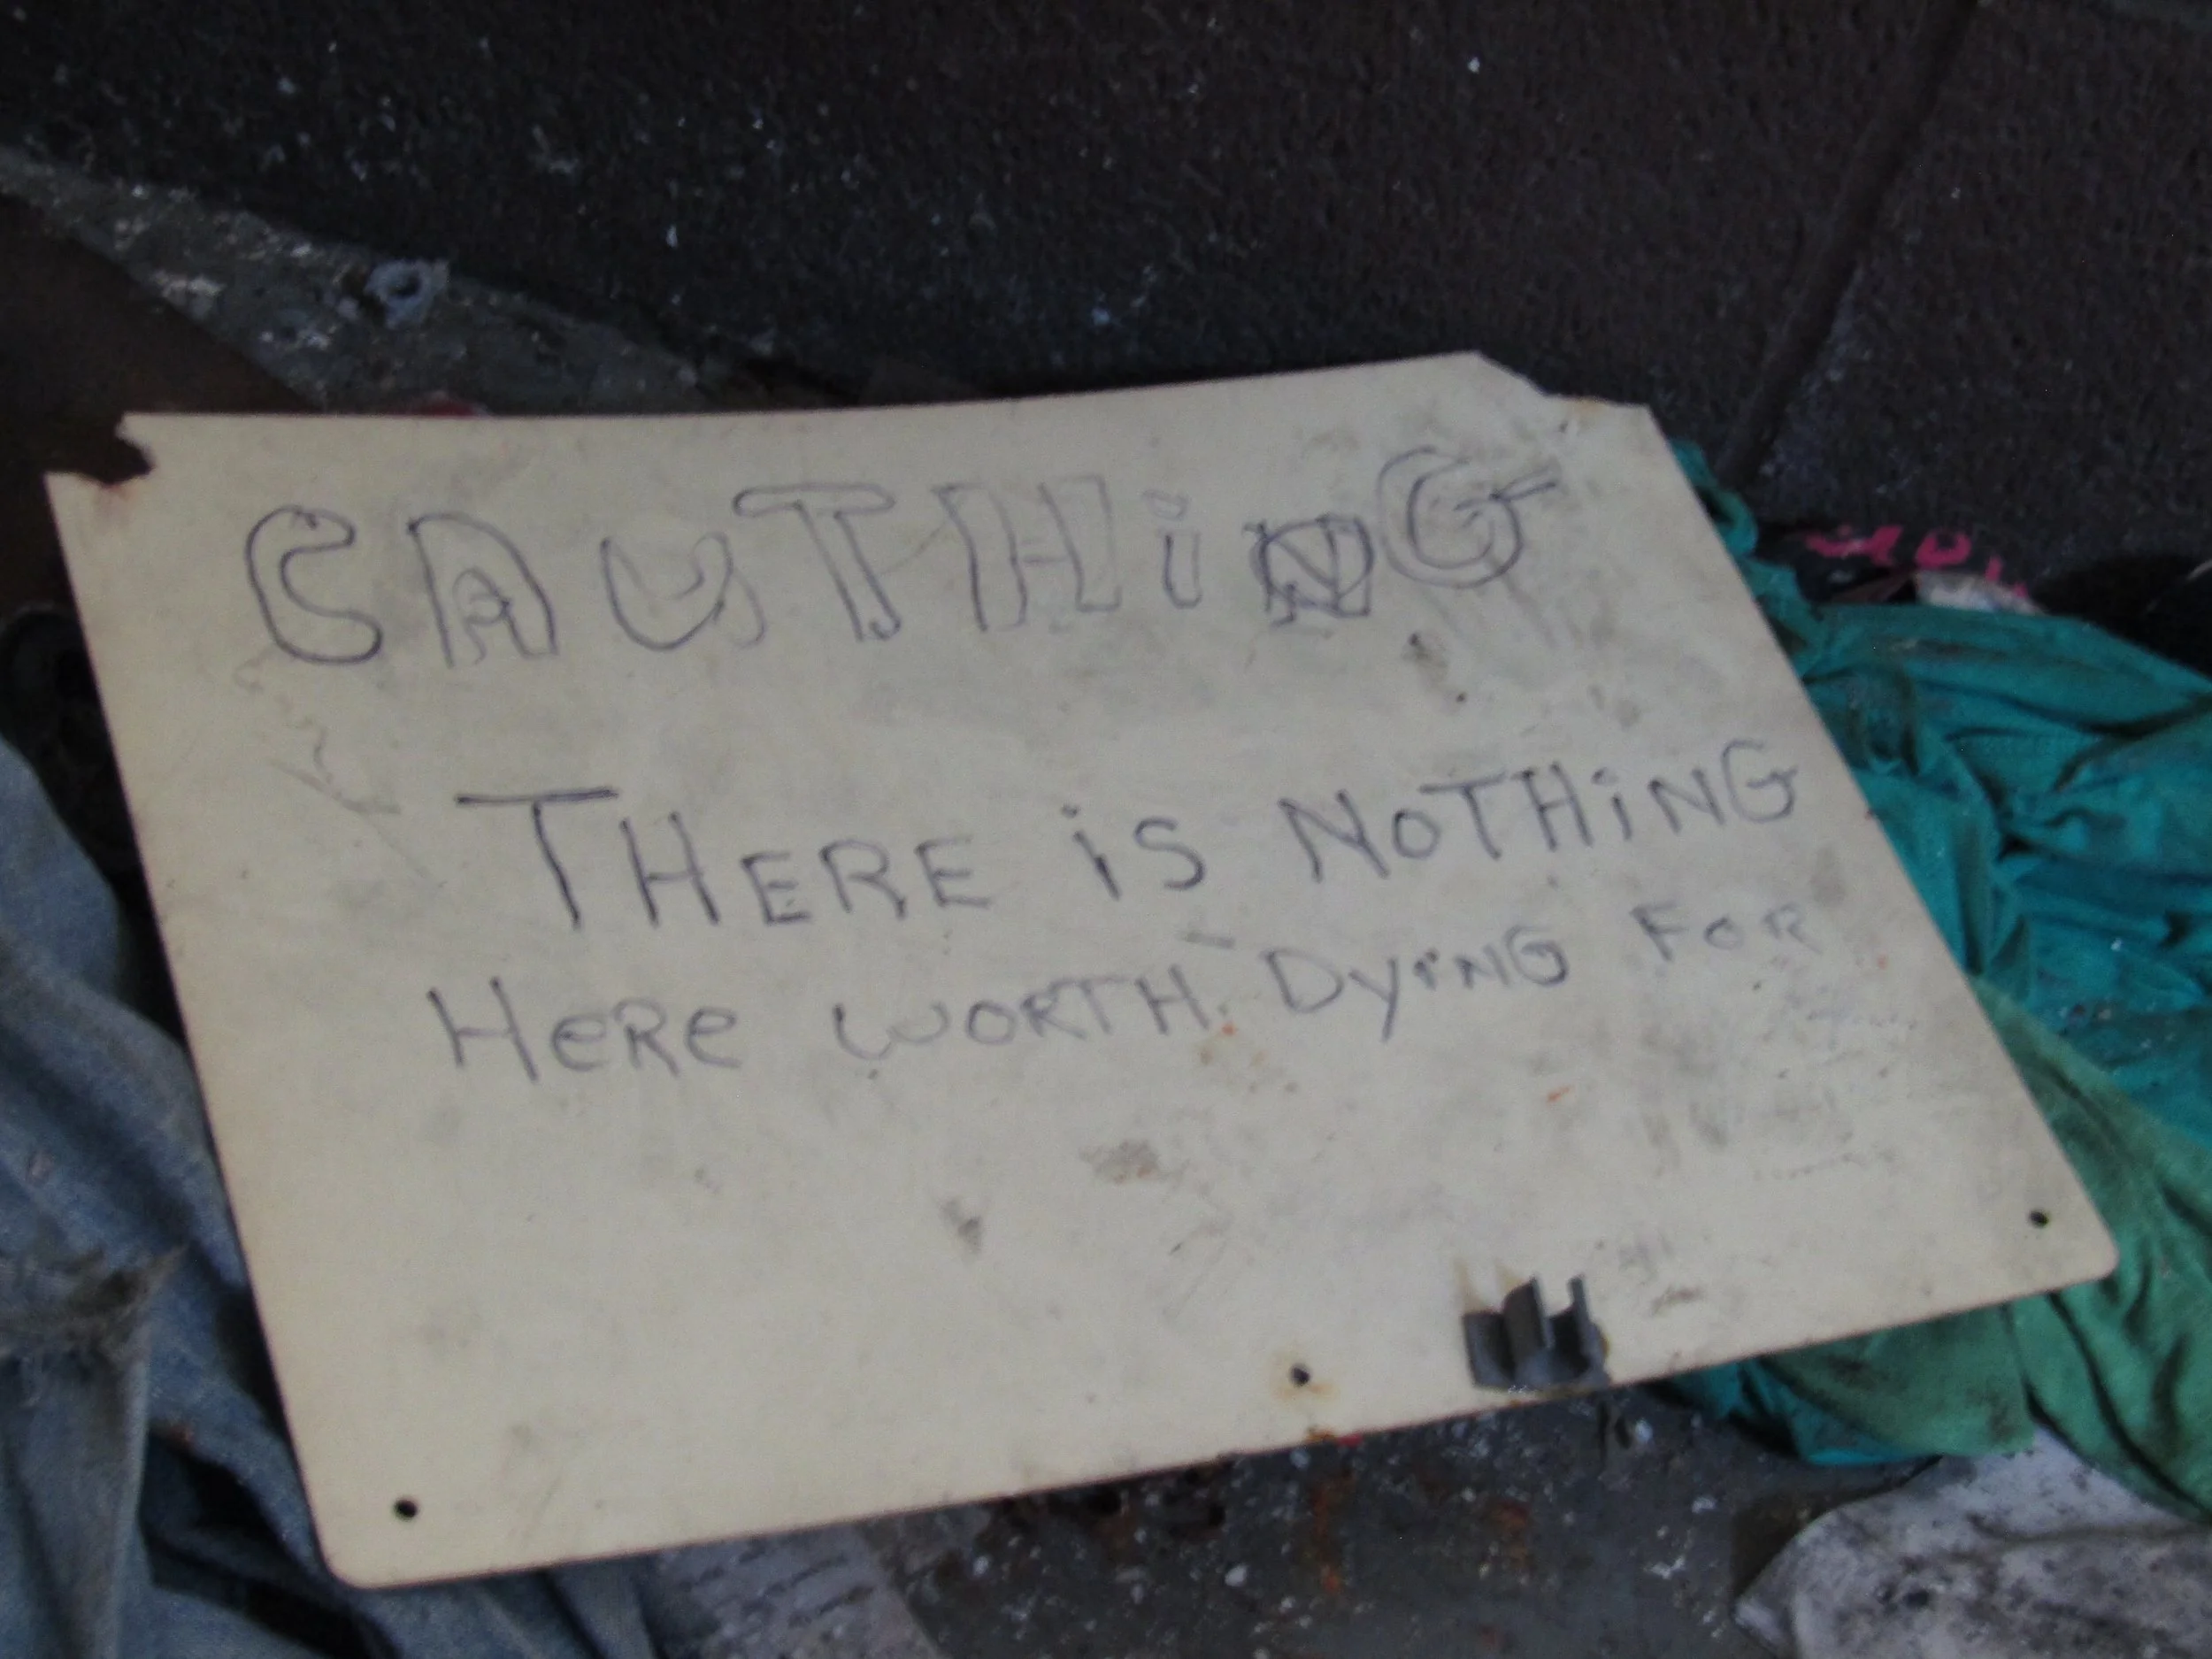 CAUTHiNG
THERE iS NOTHiNG
HeRe WORTH DyiNG FOR